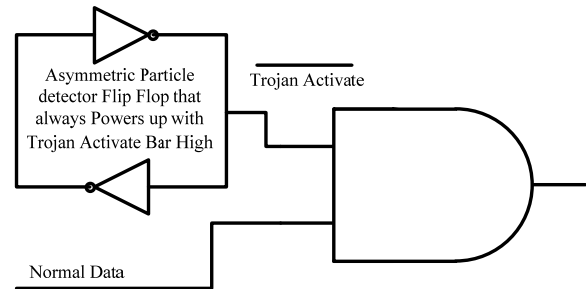 Asymmetric Particle
detector Flip Flop that
always Powers up with
Trojan Activate Bar High
Trojan Activate
Normal Data